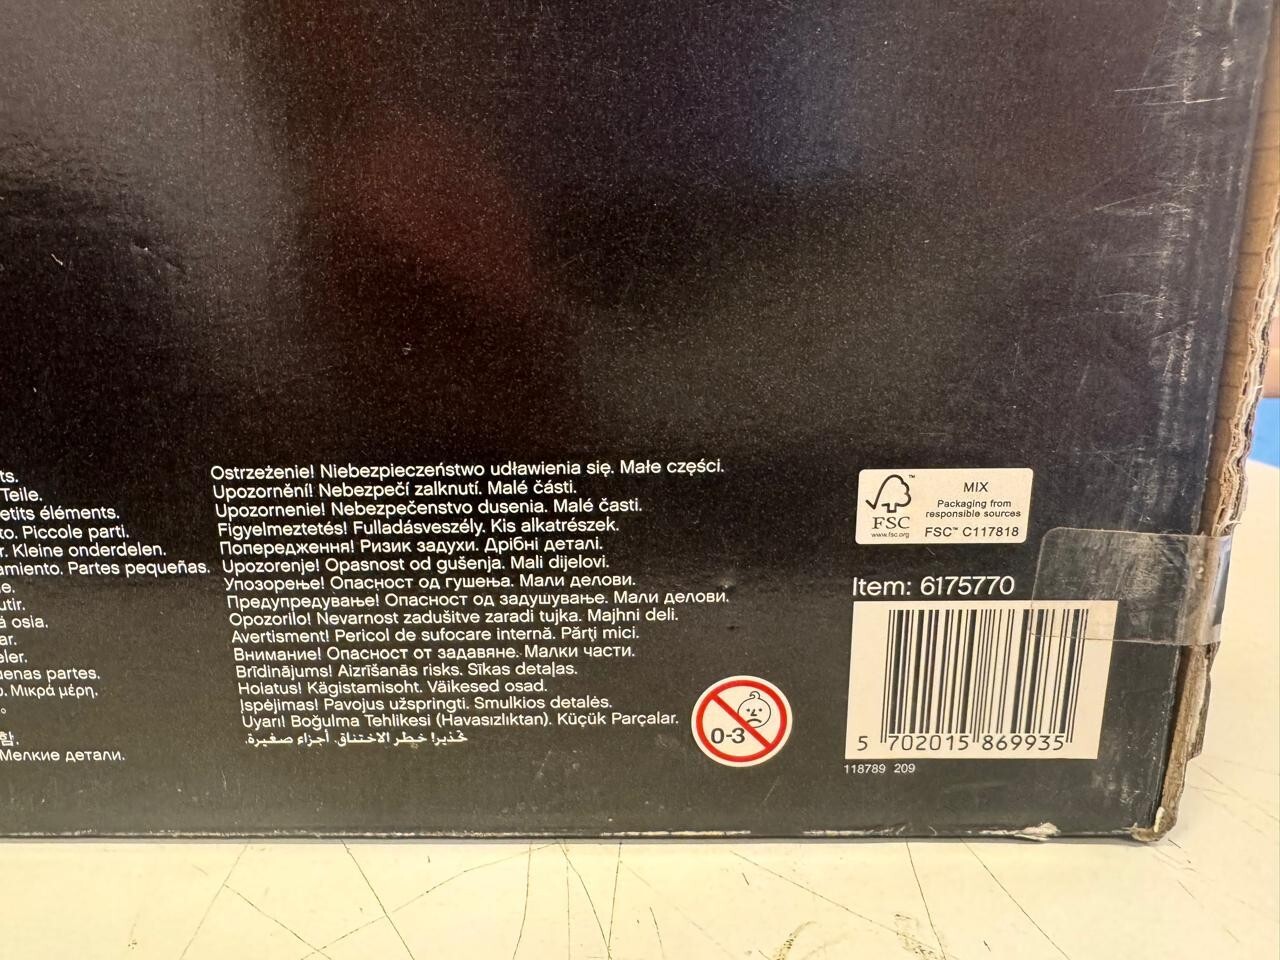 ts.
Teile.
etits éléments.
to. Piccole parti.
r. Kleine onderdelen.
amiento. Partes pequeñas.
e.
utir.
á osia.
ar.
eler.
uenas partes.
. Μικρά μέρη.
함.
Мелкие детали.
Ostrzeżenie! Niebezpieczeństwo udławienia się. Małe części.
Upozornění! Nebezpečí zalknutí. Malé části.
Upozornenie! Nebezpečenstvo dusenia. Malé časti.
Figyelmeztetés! Fulladásveszély. Kis alkatrészek.
Попередження! Ризик задухи. Дрібні деталі.
Upozorenje! Opasnost od gušenja. Mali dijelovi.
Упозорење! Опасност од гушења. Мали делови.
Предупредување! Опасност од задушување. Мали делови.
Opozorilo! Nevarnost zadušitve zaradi tujka. Majhni deli.
Avertisment! Pericol de sufocare internă. Părţi mici.
Внимание! Опасност от задавяне. Малки части.
Brīdinājums! Aizrīšanās risks. Sīkas detaļas.
Hoiatus! Kägistamisoht. Väikesed osad.
Įspėjimas! Pavojus užspringti. Smulkios detalės.
Uyarı! Boğulma Tehlikesi (Havasızlıktan). Küçük Parçalar.
تحذير! خطر الاختناق. أجزاء صغيرة.
0-3
FSC™
www.fsc.org
MIX
Packaging from
responsible sources
FSC™ C117818
Item: 6175770
5 702015 869935
118789 209